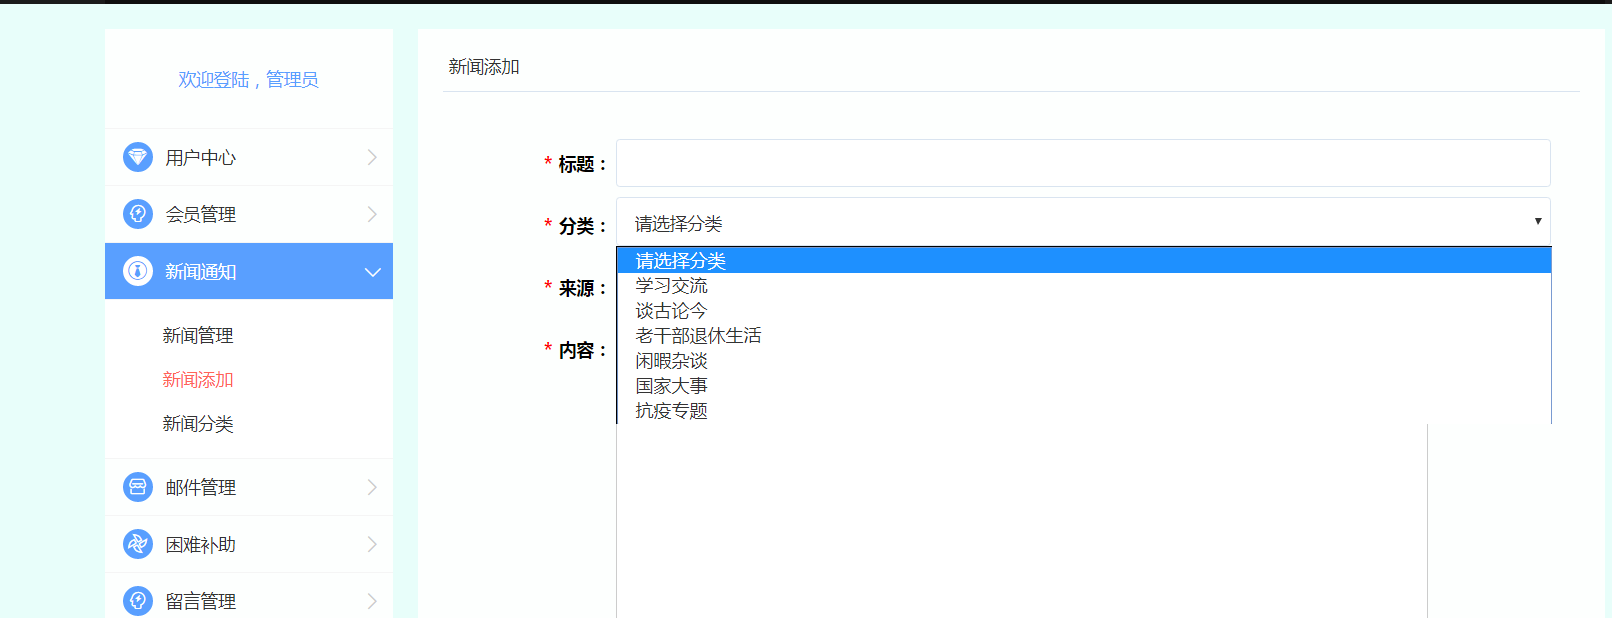 欢迎登陆，管理员
用户中心
会员管理
新闻通知
新闻管理
新闻添加
新闻分类
邮件管理
困难补助
留言管理
新闻添加
* 标题：
* 分类：
请选择分类
请选择分类
学习交流
谈古论今
老干部退休生活
闲暇杂谈
国家大事
抗疫专题
* 来源：
* 内容：